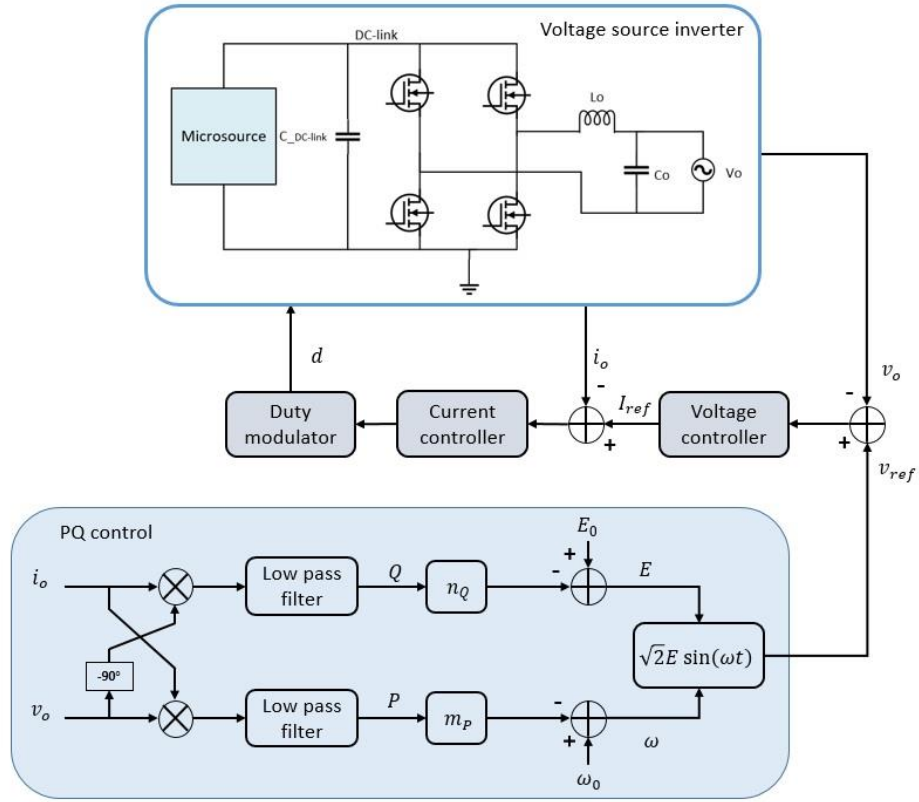 Voltage source inverter
DC-link
Microsource
C_DC-link
Lo
Co
Vo
d
i_o
-
I_ref
+
v_o
-
+
v_ref
Duty
modulator
Current
controller
Voltage
controller
PQ control
E_0
+
-
i_o
Low pass
filter
Q
n_Q
E
-90°
√2E sin(ωt)
v_o
Low pass
filter
P
m_P
-
+
ω
ω_0